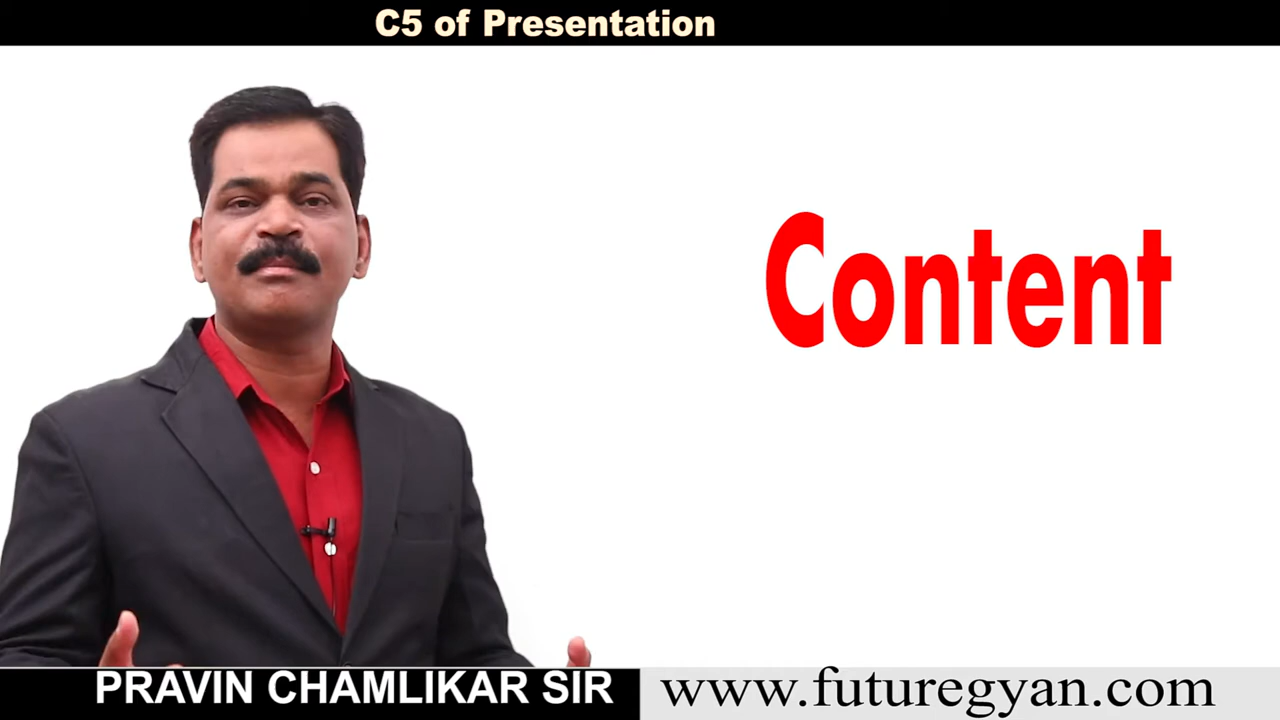 C5 of Presentation
Content
PRAVIN CHAMLIKAR SIR
www.futuregyan.com